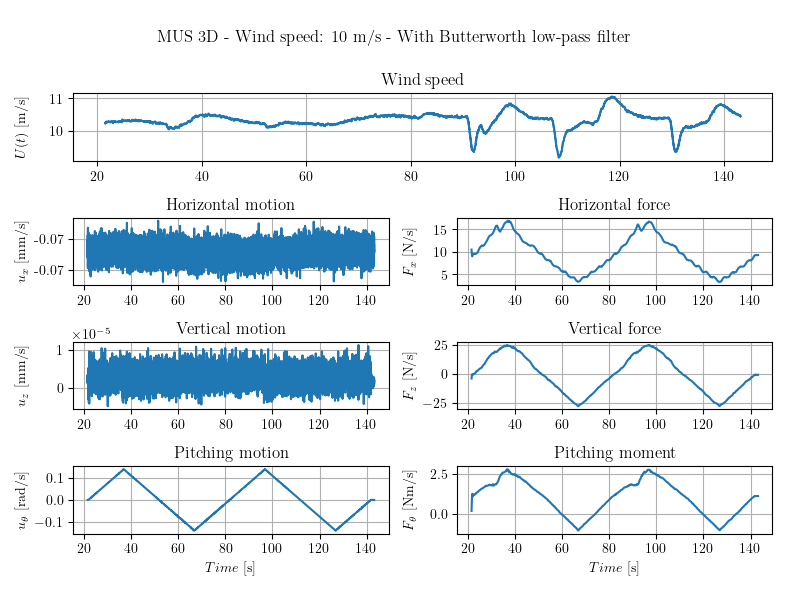 MUS 3D - Wind speed: 10 m/s - With Butterworth low-pass filter
Wind speed
U(t) [m/s]
11
10
20 40 60 80 100 120 140
Horizontal motion
u_x [mm/s]
-0.07
-0.07
20 40 60 80 100 120 140
Horizontal force
F_x [N/s]
15
10
5
20 40 60 80 100 120 140
Vertical motion
×10⁻⁵
u_z [mm/s]
1
0
20 40 60 80 100 120 140
Vertical force
F_z [N/s]
25
0
−25
20 40 60 80 100 120 140
Pitching motion
u_θ [rad/s]
0.1
0.0
−0.1
20 40 60 80 100 120 140
Time [s]
Pitching moment
F_θ [Nm/s]
2.5
0.0
20 40 60 80 100 120 140
Time [s]